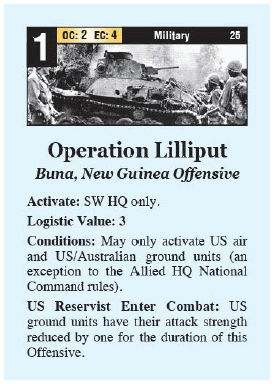 1 OC: 2 EC: 4 Military 25
Operation Lilliput
Buna, New Guinea Offensive
Activate: SW HQ only.
Logistic Value: 3
Conditions: May only activate US air
and US/Australian ground units (an
exception to the Allied HQ National
Command rules).
US Reservist Enter Combat: US
ground units have their attack strength
reduced by one for the duration of this
Offensive.